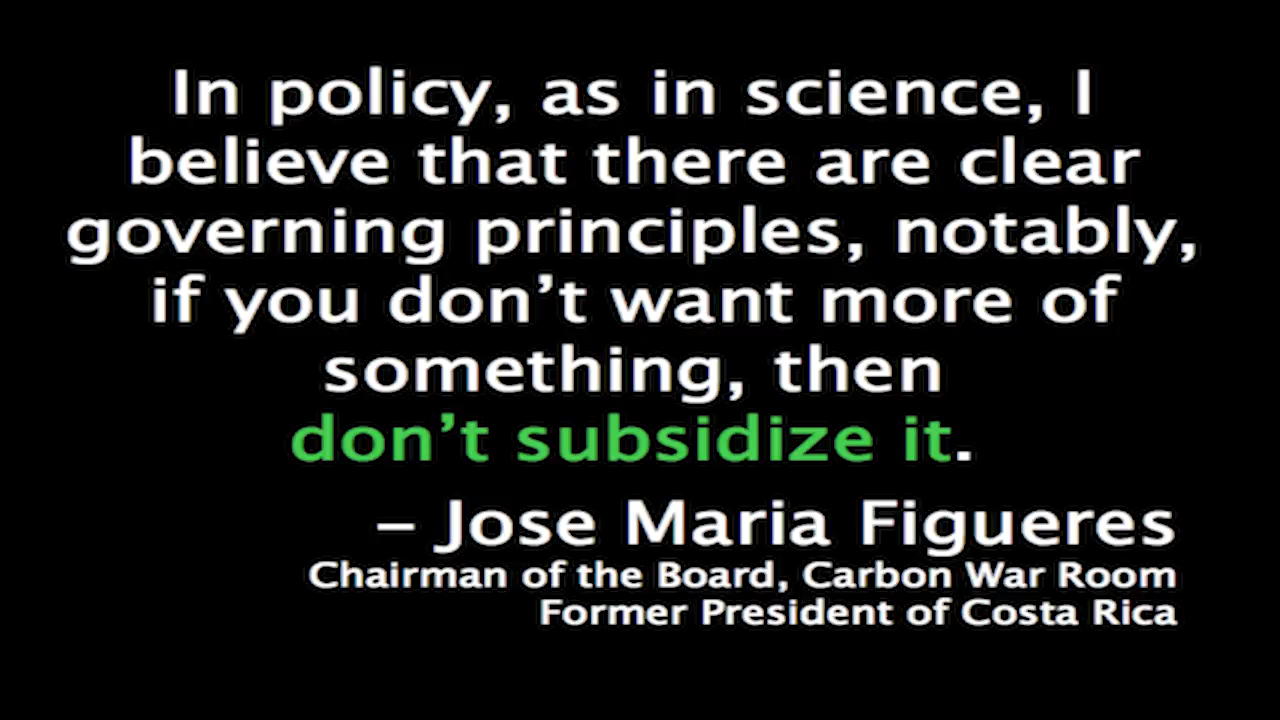 In policy, as in science, I
believe that there are clear
governing principles, notably,
if you don’t want more of
something, then
don’t subsidize it.
– Jose Maria Figueres
Chairman of the Board, Carbon War Room
Former President of Costa Rica